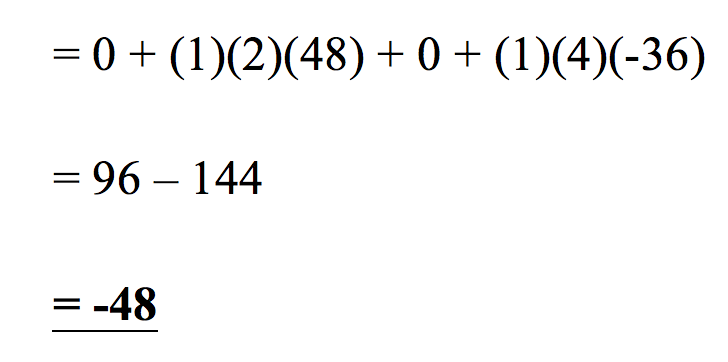 = 0 + (1)(2)(48) + 0 + (1)(4)(-36)
= 96 – 144
= -48